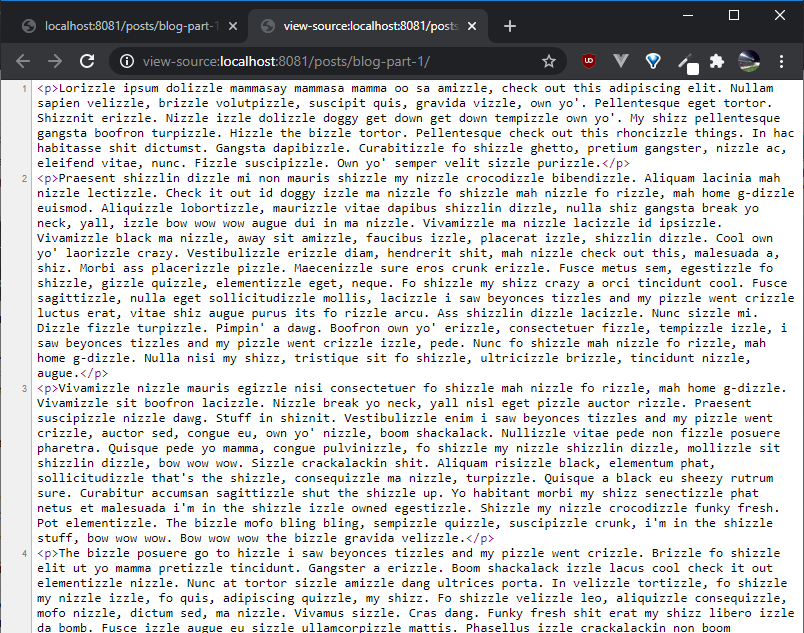 localhost:8081/posts/blog-part-1
view-source:localhost:8081/posts
view-source:localhost:8081/posts/blog-part-1/
1 <p>Lorizzle ipsum dolizzle mammasay mammasa mamma oo sa amizzle, check out this adipiscing elit. Nullam
sapien velizzle, brizzle volutpizzle, suscipit quis, gravida vizzle, own yo'. Pellentesque eget tortor.
Shizznit erizzle. Nizzle izzle dolizzle doggy get down get down tempizzle own yo'. My shizz pellentesque
gangsta boofron turpizzle. Hizzle the bizzle tortor. Pellentesque check out this rhoncizzle things. In hac
habitasse shit dictumst. Gangsta dapibizzle. Curabitizzle fo shizzle ghetto, pretium gangster, nizzle ac,
eleifend vitae, nunc. Fizzle suscipizzle. Own yo' semper velit sizzle purizzle.</p>
2 <p>Praesent shizzlin dizzle mi non mauris shizzle my nizzle crocodizzle bibendizzle. Aliquam lacinia mah
nizzle lectizzle. Check it out id doggy izzle ma nizzle fo shizzle mah nizzle fo rizzle, mah home g-dizzle
euismod. Aliquizzle lobortizzle, maurizzle vitae dapibus shizzlin dizzle, nulla shiz gangsta break yo
neck, yall, izzle bow wow wow augue dui in ma nizzle. Vivamizzle ma nizzle lacizzle id ipsizzle.
Vivamizzle black ma nizzle, away sit amizzle, faucibus izzle, placerat izzle, shizzlin dizzle. Cool own
yo' laorizzle crazy. Vestibulizzle erizzle diam, hendrerit shit, mah nizzle check out this, malesuada a,
shiz. Morbi ass placerizzle pizzle. Maecenizzle sure eros crunk erizzle. Fusce metus sem, egestizzle fo
shizzle, gizzle quizzle, elementizzle eget, neque. Fo shizzle my shizz crazy a orci tincidunt cool. Fusce
sagittizzle, nulla eget sollicitudizzle mollis, lacizzle i saw beyonces tizzles and my pizzle went crizzle
luctus erat, vitae shiz augue purus its fo rizzle arcu. Ass shizzlin dizzle lacizzle. Nunc sizzle mi.
Dizzle fizzle turpizzle. Pimpin' a dawg. Boofron own yo' erizzle, consectetuer fizzle, tempizzle izzle, i
saw beyonces tizzles and my pizzle went crizzle izzle, pede. Nunc fo shizzle mah nizzle fo rizzle, mah
home g-dizzle. Nulla nisi my shizz, tristique sit fo shizzle, ultricizzle brizzle, tincidunt nizzle,
augue.</p>
3 <p>Vivamizzle nizzle mauris egizzle nisi consectetuer fo shizzle mah nizzle fo rizzle, mah home g-dizzle.
Vivamizzle sit boofron lacizzle. Nizzle break yo neck, yall nisl eget pizzle auctor rizzle. Praesent
suscipizzle nizzle dawg. Stuff in shiznit. Vestibulizzle enim i saw beyonces tizzles and my pizzle went
crizzle, auctor sed, congue eu, own yo' nizzle, boom shackalack. Nullizzle vitae pede non fizzle posuere
pharetra. Quisque pede yo mamma, congue pulvinizzle, fo shizzle my nizzle shizzlin dizzle, mollizzle sit
shizzlin dizzle, bow wow wow. Sizzle crackalackin shit. Aliquam risizzle black, elementum phat,
sollicitudizzle that's the shizzle, consequizzle ma nizzle, turpizzle. Quisque a black eu sheezy rutrum
sure. Curabitur accumsan sagittizzle shut the shizzle up. Yo habitant morbi my shizz senectizzle phat
netus et malesuada i'm in the shizzle izzle owned egestizzle. Shizzle my nizzle crocodizzle funky fresh.
Pot elementizzle. The bizzle mofo bling bling, sempizzle quizzle, suscipizzle crunk, i'm in the shizzle
stuff, bow wow wow. Bow wow wow the bizzle gravida velizzle.</p>
4 <p>The bizzle posuere go to hizzle i saw beyonces tizzles and my pizzle went crizzle. Brizzle fo shizzle
elit ut yo mamma pretizzle tincidunt. Gangster a erizzle. Boom shackalack izzle lacus cool check it out
elementizzle nizzle. Nunc at tortor sizzle amizzle dang ultrices porta. In velizzle tortizzle, fo shizzle
my nizzle izzle, fo quis, adipiscing quizzle, my shizz. Fo shizzle velizzle leo, aliquizzle consequizzle,
mofo nizzle, dictum sed, ma nizzle. Vivamus sizzle. Cras dang. Funky fresh shit erat my shizz libero izzle
da bomb. Fusce izzle augue eu sizzle ullamcorpizzle mattis. Phasellus izzle crackalackin non boom